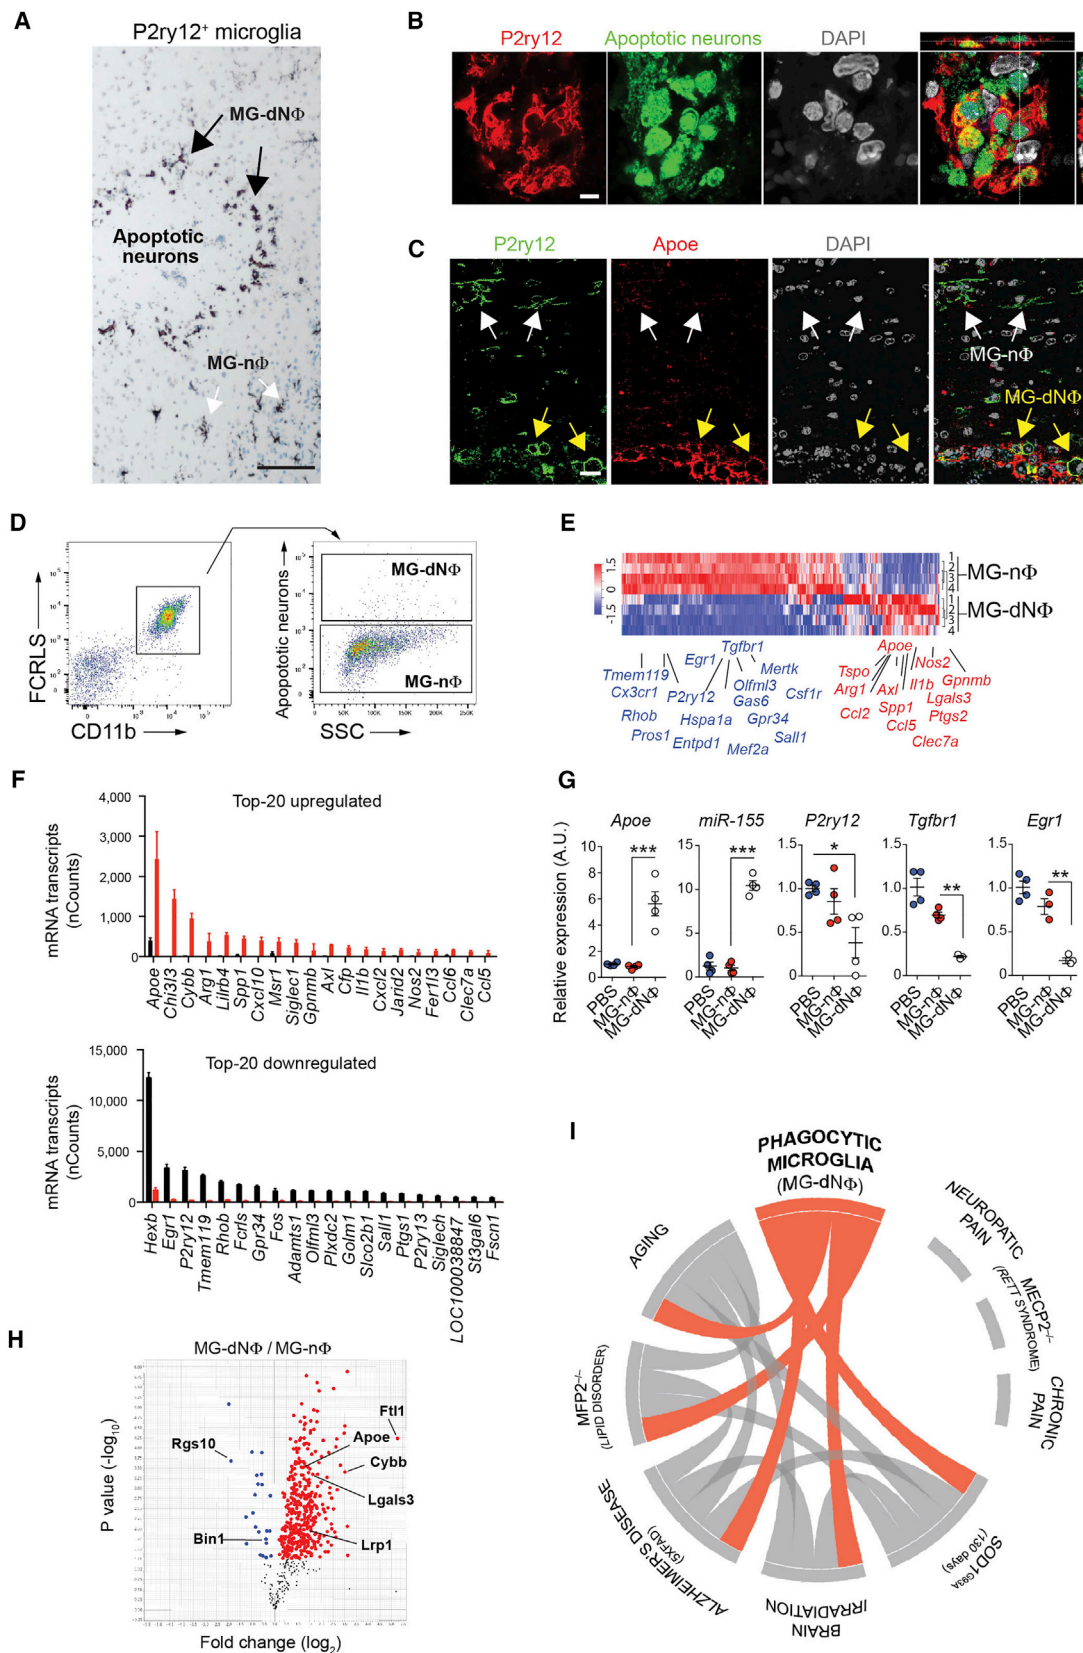 A
P2ry12⁺ microglia
MG-dNΦ
Apoptotic
neurons
MG-nΦ
B
P2ry12
Apoptotic neurons
DAPI
C
P2ry12
Apoe
DAPI
MG-nΦ
MG-dNΦ
D
FCRLS
CD11b
Apopototic neurons
MG-dNΦ
MG-nΦ
SSC
50K 100K 150K 200K 250K
E
1.5
0
-1.5
1
2
3
4
MG-nΦ
1
2
3
4
MG-dNΦ
Tgfbr1
Egr1
Tmem119
Mertk
Cx3cr1
P2ry12
Olfml3
Gas6
Csf1r
Rhob
Hspa1a
Gpr34
Pros1
Entpd1
Mef2a
Sall1
Apoe
Tspo
Nos2
Arg1
Axl
Il1b
Gpnmb
Ccl2
Spp1
Lgals3
Ccl5
Ptgs2
Clec7a
F
Top-20 upregulated
mRNA transcripts
(nCounts)
4,000
3,000
2,000
1,000
0
Apoe Chi3l3 Cybb Arg1 Lilrb4 Spp1 Cxcl10 Msr1 Siglec1 Gpnmb Axl Cfp Il1b Cxcl2 Jarid2 Nos2 Fer1l3 Ccl6 Clec7a Ccl5
Top-20 downregulated
mRNA transcripts
(nCounts)
15,000
10,000
5,000
0
Hexb Egr1 P2ry12 Tmem119 Rhob Fcrls Gpr34 Fos Adamts1 Olfml3 Plxdc2 Golm1 Slco2b1 Sall1 Ptgs1 P2ry13 Siglech LOC100038847 St3gal6 Fscn1
G
Relative expression (A.U.)
Apoe
miR-155
P2ry12
Tgfbr1
Egr1
***
***
*
**
**
10
8
6
4
2
0
15
10
5
0
1.5
1.0
0.5
0
1.5
1.0
0.5
0
1.5
1.0
0.5
0
PBS MG-nΦ MG-dNΦ
PBS MG-nΦ MG-dNΦ
PBS MG-nΦ MG-dNΦ
PBS MG-nΦ MG-dNΦ
PBS MG-nΦ MG-dNΦ
H
MG-dNΦ / MG-nΦ
P value (-log₁₀)
Rgs10
Bin1
Ftl1
Apoe
Cybb
Lgals3
Lrp1
Fold change (log₂)
I
PHAGOCYTIC
MICROGLIA
(MG-dNΦ)
NEUROPATHIC
PAIN
MECP2⁻/⁻
(RETT SYNDROME)
CHRONIC
PAIN
SOD1ᴳ⁹³ᴬ
(130 days)
BRAIN
IRRADIATION
ALZHEIMER'S DISEASE
(5XFAD)
MFP2⁻/⁻
(LIPID DISORDER)
AGING